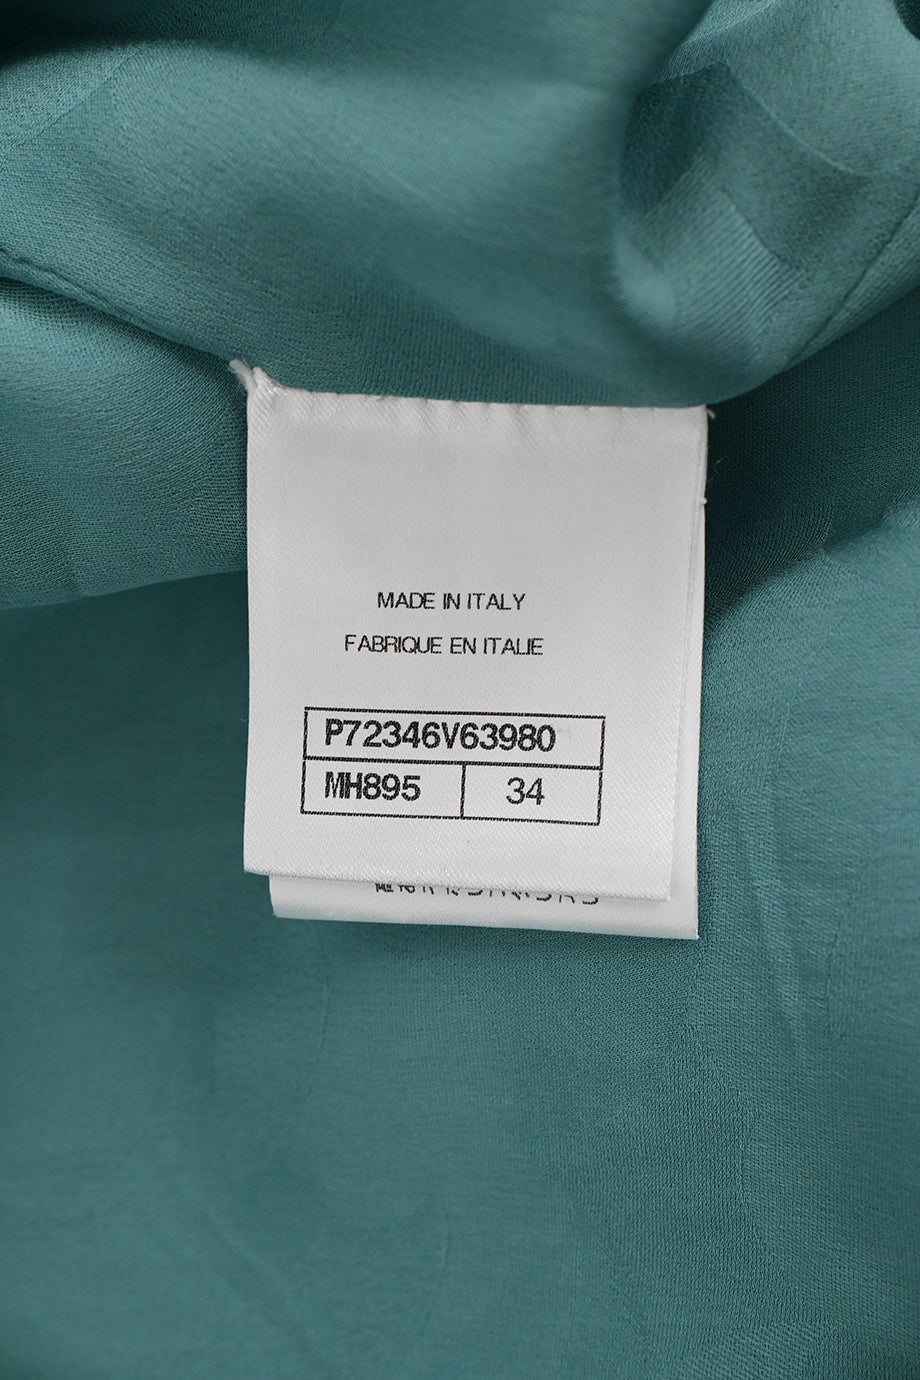 MADE IN ITALY
FABRIQUE EN ITALIE
P72346V63980
MH895 34